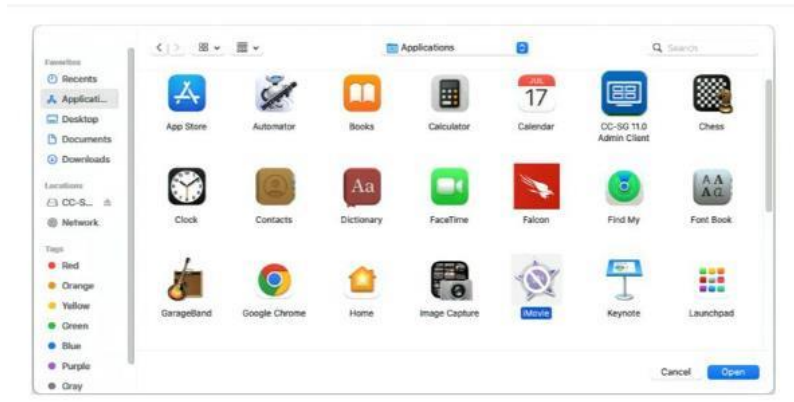 Applications
Search
Favorites
Recents
Applicati...
Desktop
Documents
Downloads
Locations
CC-S...
Network
Tags
Red
Orange
Yellow
Green
Blue
Purple
Gray
App Store
Automator
Books
Calculator
JUL
17
Calendar
CC-SG 11.0
Admin Client
Chess
Clock
Contacts
Aa
Dictionary
FaceTime
Falcon
Find My
AA
AG
Font Book
GarageBand
Google Chrome
Home
Image Capture
iMovie
Keynote
Launchpad
Cancel
Open